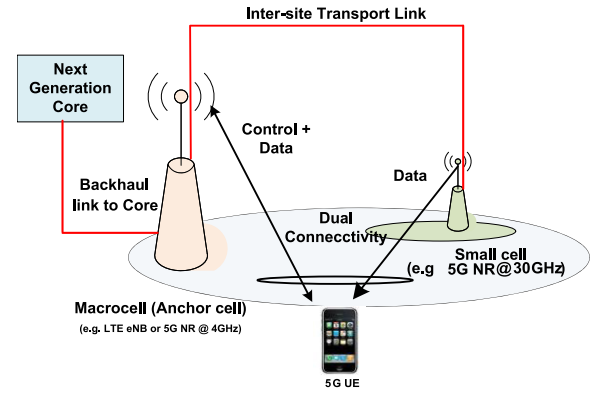 Inter-site Transport Link
Next
Generation
Core
Control +
Data
Data
Backhaul
link to Core
Dual
Connecctivity
Small cell
(e.g 5G NR@30GHz)
Macrocell (Anchor cell)
(e.g. LTE eNB or 5G NR @ 4GHz)
5G UE